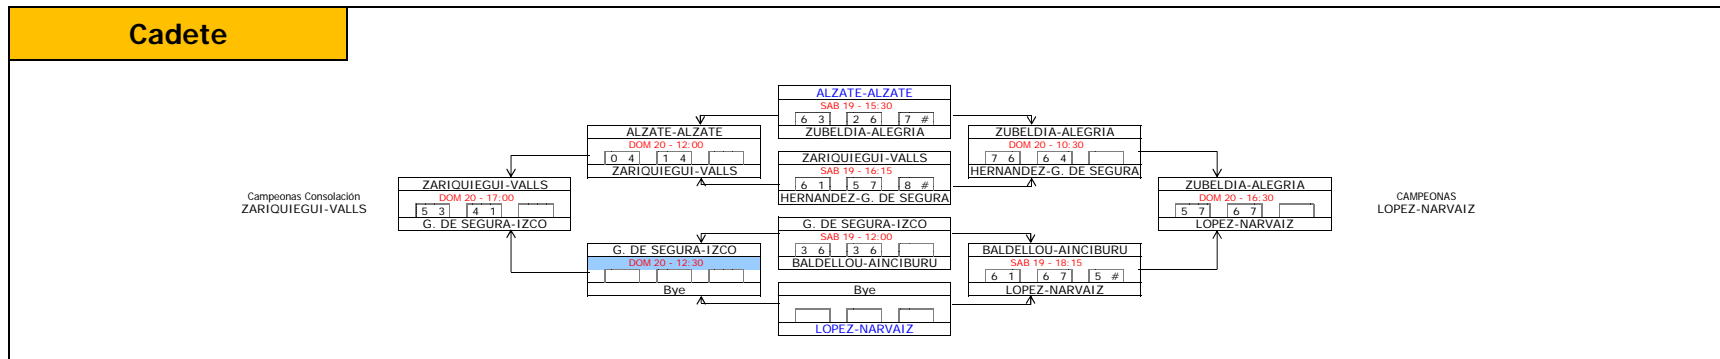 Cadete
ALZATE-ALZATE
SAB 19 - 15:30
6 3 2 6 7 #
ZUBELDIA-ALEGRIA
ALZATE-ALZATE
DOM 20 - 12:00
0 4 1 4
ZARIQUIEGUI-VALLS
ZUBELDIA-ALEGRIA
DOM 20 - 10:30
7 6 6 4
HERNANDEZ-G. DE SEGURA
ZARIQUIEGUI-VALLS
SAB 19 - 16:15
6 1 5 7 8 #
HERNANDEZ-G. DE SEGURA
Campeonas Consolación
ZARIQUIEGUI-VALLS
ZARIQUIEGUI-VALLS
DOM 20 - 17:00
5 3 4 1
G. DE SEGURA-IZCO
ZUBELDIA-ALEGRIA
DOM 20 - 16:30
5 7 6 7
LOPEZ-NARVAIZ
CAMPEONAS
LOPEZ-NARVAIZ
G. DE SEGURA-IZCO
SAB 19 - 12:00
3 6 3 6
BALDELLOU-AINCIBURU
G. DE SEGURA-IZCO
DOM 20 - 12:30
Bye
BALDELLOU-AINCIBURU
SAB 19 - 18:15
6 1 6 7 5 #
LOPEZ-NARVAIZ
Bye
LOPEZ-NARVAIZ